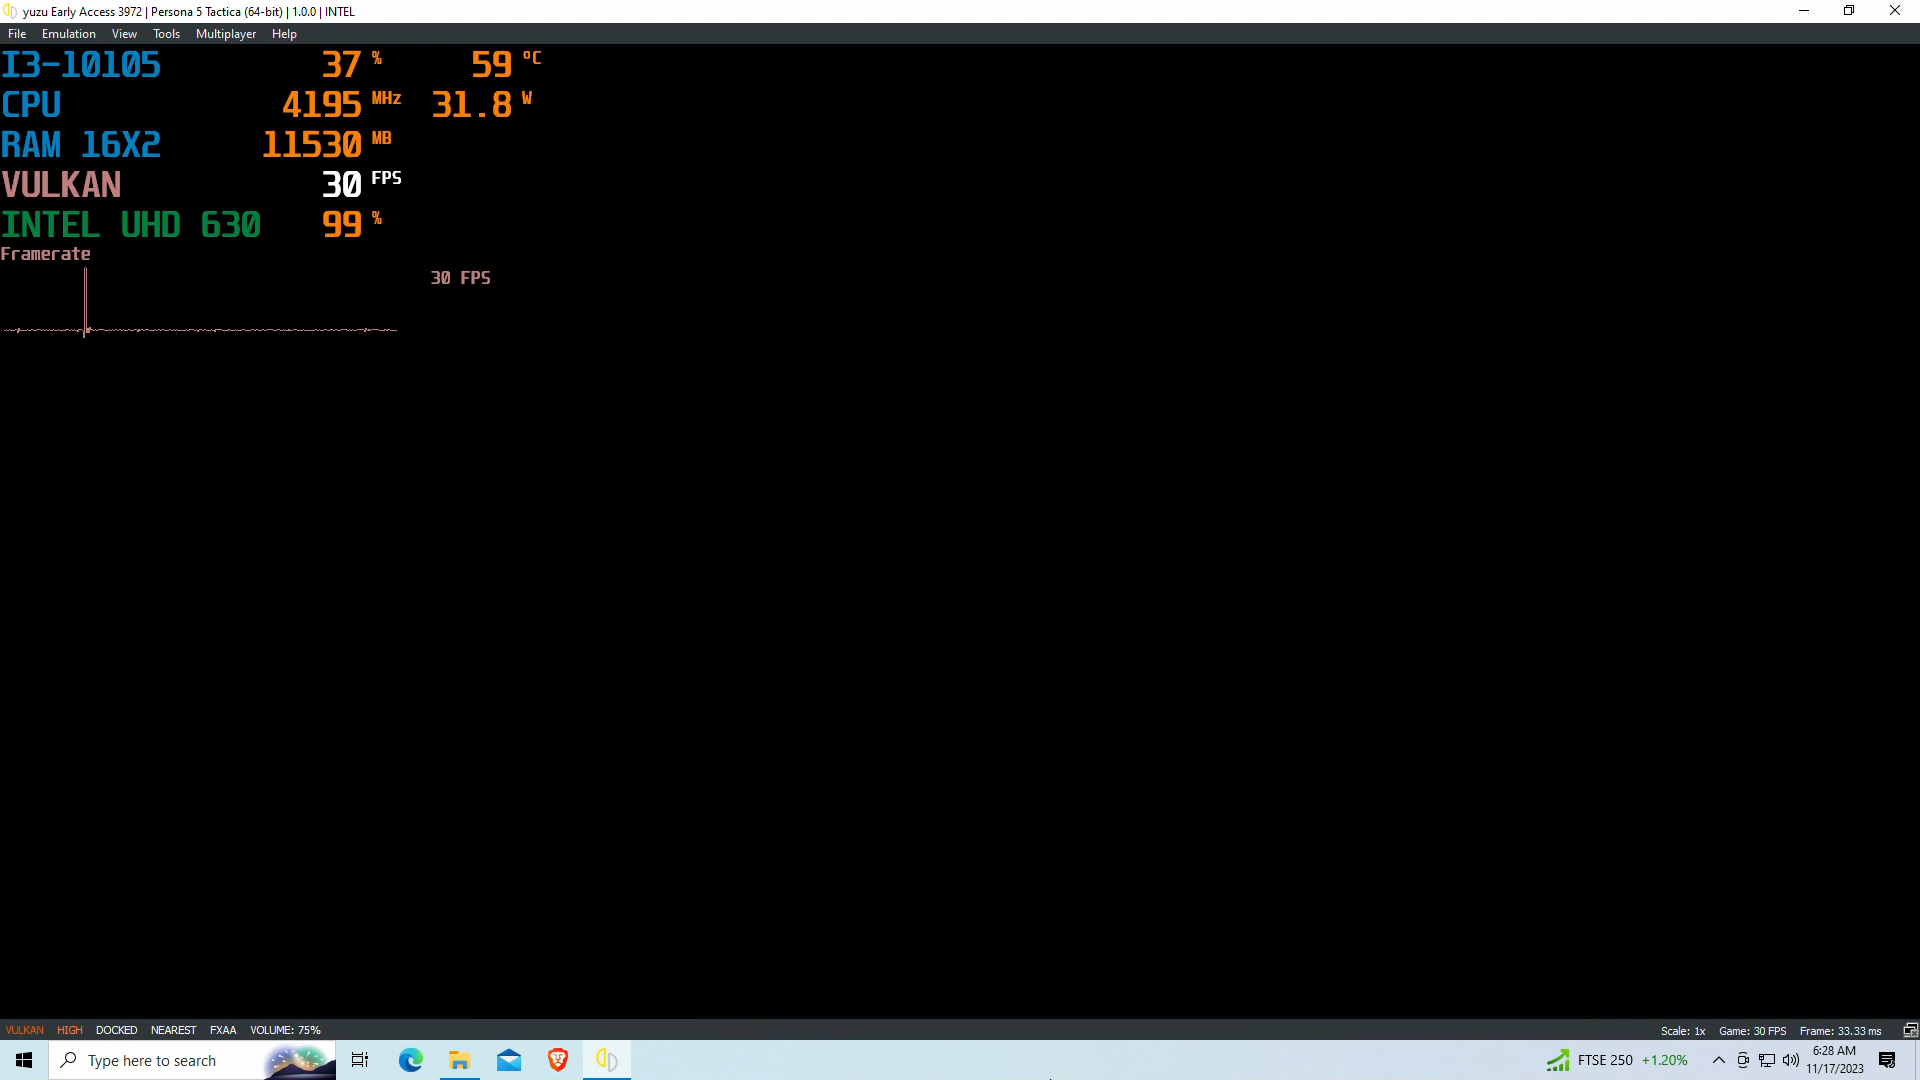 yuzu Early Access 3972 | Persona 5 Tactica (64-bit) | 1.0.0 | INTEL
File Emulation View Tools Multiplayer Help
I3-10105 37 % 59 °C
CPU 4195 MHz 31.8 W
RAM 16X2 11530 MB
VULKAN 30 FPS
INTEL UHD 630 99 %
Framerate
30 FPS
VULKAN HIGH DOCKED NEAREST FXAA VOLUME: 75% Scale: 1x Game: 30 FPS Frame: 33.33 ms
Type here to search FTSE 250 +1.20% 6:28 AM
11/17/2023